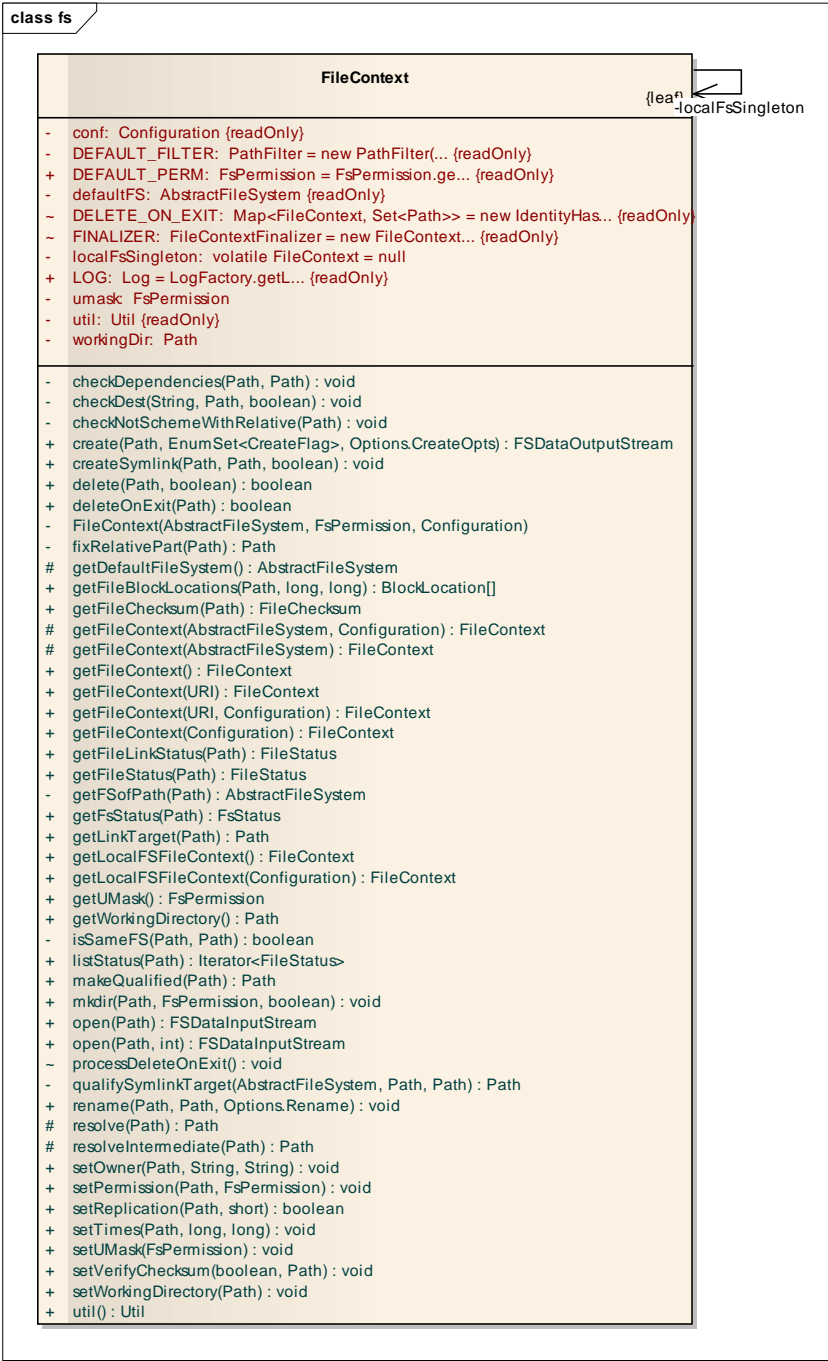 class fs
FileContext
{leaf}
-localFsSingleton
- conf: Configuration {readOnly}
- DEFAULT_FILTER: PathFilter = new PathFilter(... {readOnly}
+ DEFAULT_PERM: FsPermission = FsPermission.ge... {readOnly}
- defaultFS: AbstractFileSystem {readOnly}
~ DELETE_ON_EXIT: Map<FileContext, Set<Path>> = new IdentityHas... {readOnly}
~ FINALIZER: FileContextFinalizer = new FileContext... {readOnly}
- localFsSingleton: volatile FileContext = null
+ LOG: Log = LogFactory.getL... {readOnly}
- umask: FsPermission
- util: Util {readOnly}
- workingDir: Path
- checkDependencies(Path, Path) : void
- checkDest(String, Path, boolean) : void
- checkNotSchemeWithRelative(Path) : void
+ create(Path, EnumSet<CreateFlag>, Options.CreateOpts) : FSDataOutputStream
+ createSymlink(Path, Path, boolean) : void
+ delete(Path, boolean) : boolean
+ deleteOnExit(Path) : boolean
- FileContext(AbstractFileSystem, FsPermission, Configuration)
- fixRelativePart(Path) : Path
# getDefaultFileSystem() : AbstractFileSystem
+ getFileBlockLocations(Path, long, long) : BlockLocation[]
+ getFileChecksum(Path) : FileChecksum
# getFileContext(AbstractFileSystem, Configuration) : FileContext
# getFileContext(AbstractFileSystem) : FileContext
+ getFileContext() : FileContext
+ getFileContext(URI) : FileContext
+ getFileContext(URI, Configuration) : FileContext
+ getFileContext(Configuration) : FileContext
+ getFileLinkStatus(Path) : FileStatus
+ getFileStatus(Path) : FileStatus
- getFSofPath(Path) : AbstractFileSystem
+ getFsStatus(Path) : FsStatus
+ getLinkTarget(Path) : Path
+ getLocalFSFileContext() : FileContext
+ getLocalFSFileContext(Configuration) : FileContext
+ getUMask() : FsPermission
+ getWorkingDirectory() : Path
- isSameFS(Path, Path) : boolean
+ listStatus(Path) : Iterator<FileStatus>
+ makeQualified(Path) : Path
+ mkdir(Path, FsPermission, boolean) : void
+ open(Path) : FSDataInputStream
+ open(Path, int) : FSDataInputStream
~ processDeleteOnExit() : void
- qualifySymlinkTarget(AbstractFileSystem, Path, Path) : Path
+ rename(Path, Path, Options.Rename) : void
# resolve(Path) : Path
# resolveIntermediate(Path) : Path
+ setOwner(Path, String, String) : void
+ setPermission(Path, FsPermission) : void
+ setReplication(Path, short) : boolean
+ setTimes(Path, long, long) : void
+ setUMask(FsPermission) : void
+ setVerifyChecksum(boolean, Path) : void
+ setWorkingDirectory(Path) : void
+ util() : Util